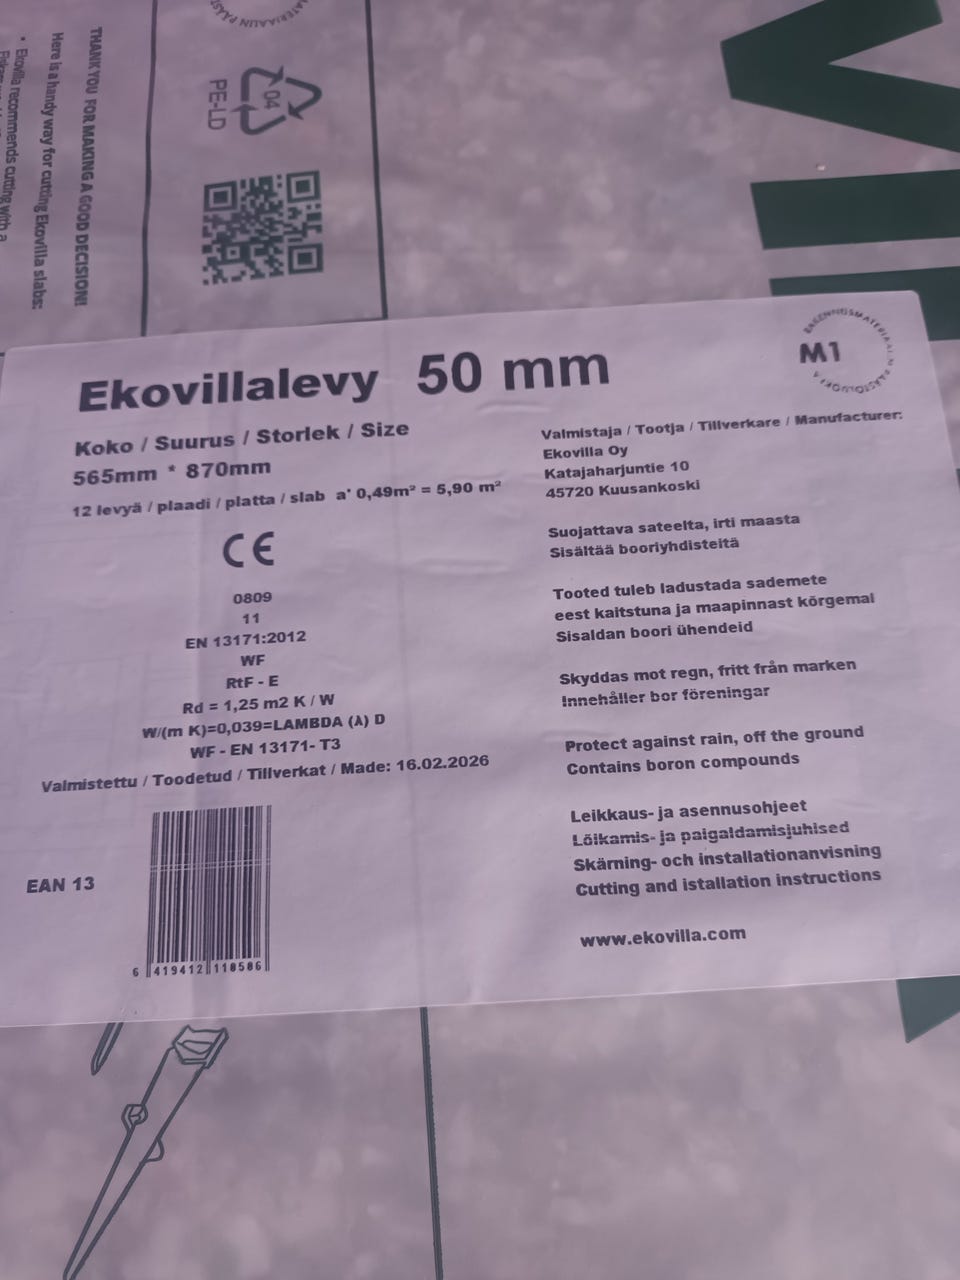 THANK YOU FOR MAKING A GOOD DECISION!
Here is a handy way for cutting Ekovilla slabs:
• Ekovilla recommends cutting with a
04
PE-LD
Ekovillalevy 50 mm
M1
Koko / Suurus / Storlek / Size
565mm * 870mm
12 levyä / plaadi / platta / slab a' 0,49m² = 5,90 m²
CE
0809
11
EN 13171:2012
WF
RtF - E
Rd = 1,25 m2 K / W
W/(m K)=0,039=LAMBDA (λ) D
WF - EN 13171- T3
Valmistettu / Toodetud / Tillverkat / Made: 16.02.2026
EAN 13
6 419412 118586
Valmistaja / Tootja / Tillverkare / Manufacturer:
Ekovilla Oy
Katajaharjuntie 10
45720 Kuusankoski
Suojattava sateelta, irti maasta
Sisältää booriyhdisteitä
Tooted tuleb ladustada sademete
eest kaitstuna ja maapinnast kõrgemal
Sisaldan boori ühendeid
Skyddas mot regn, fritt från marken
Innehåller bor föreningar
Protect against rain, off the ground
Contains boron compounds
Leikkaus- ja asennusohjeet
Lõikamis- ja paigaldamisjuhised
Skärning- och installationanvisning
Cutting and istallation instructions
www.ekovilla.com